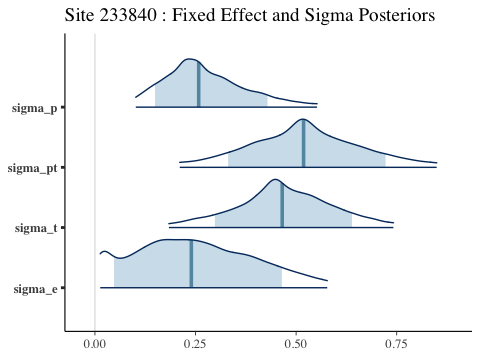 Site 233840 : Fixed Effect and Sigma Posteriors
sigma_p
sigma_pt
sigma_t
sigma_e
0.00 0.25 0.50 0.75